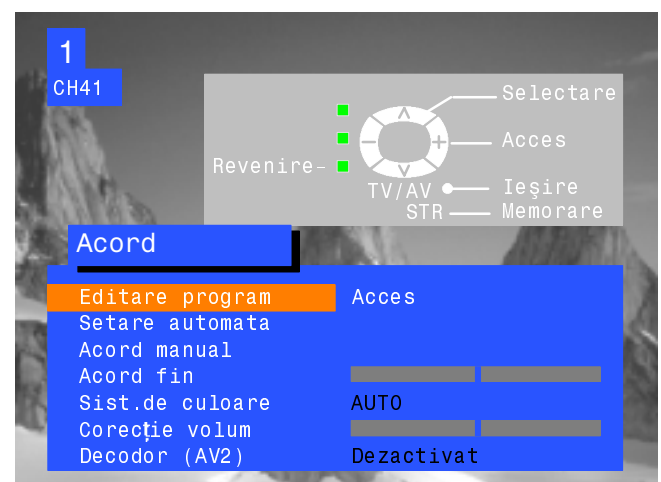 1
CH41
Selectare
Acces
Revenire-
TV/AV Ieşire
STR Memorare
Acord
Editare program Acces
Setare automata
Acord manual
Acord fin
Sist.de culoare AUTO
Corecţie volum
Decodor (AV2) Dezactivat